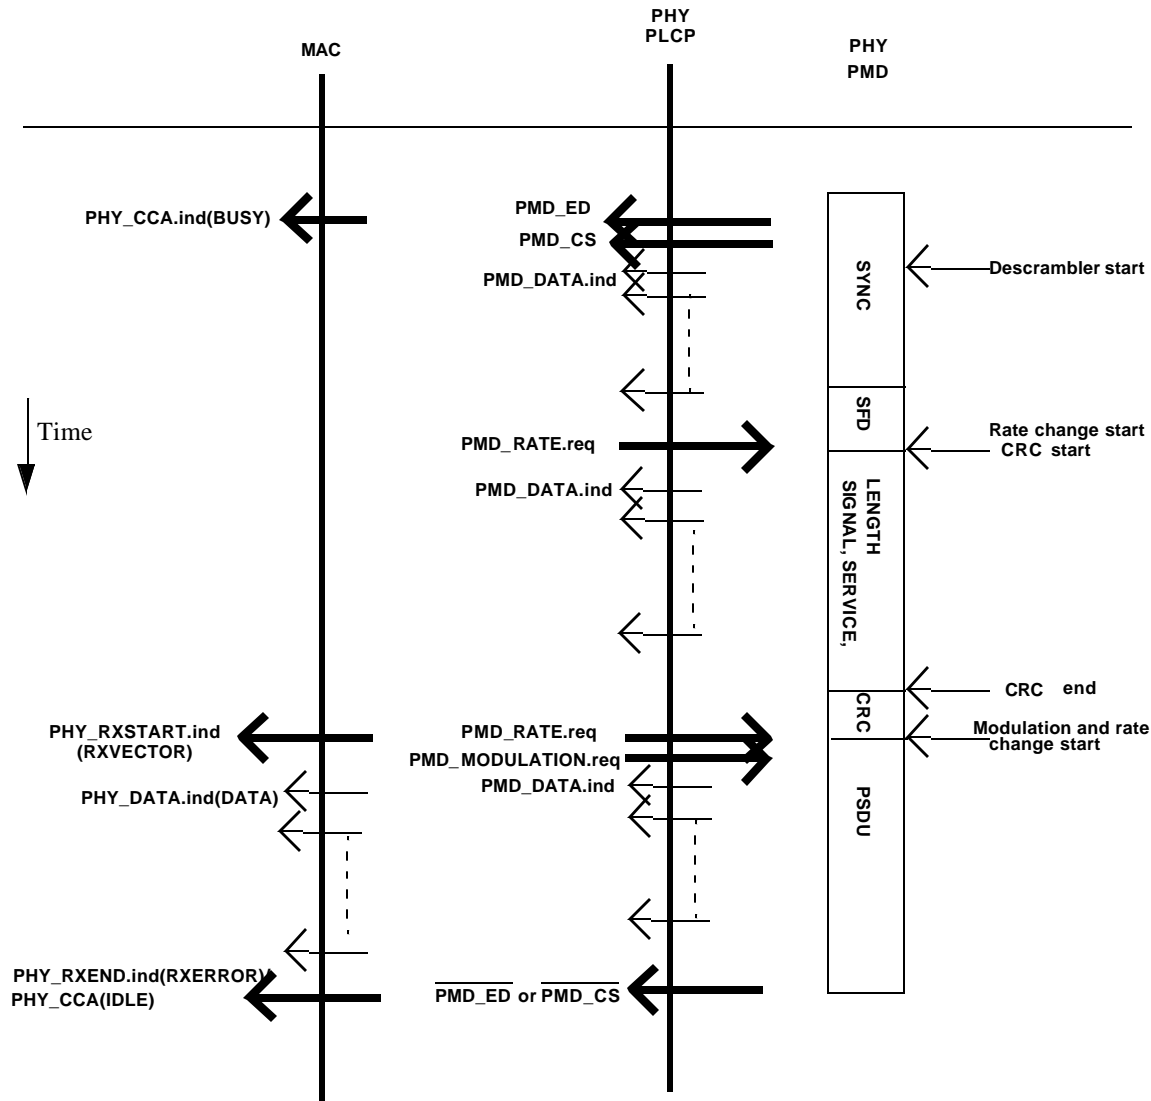 PHY
PLCP
MAC
PHY
PMD
PHY_CCA.ind(BUSY)
PMD_ED
PMD_CS
PMD_DATA.ind
SYNC
Descrambler start
Time
SFD
PMD_RATE.req
Rate change start
CRC start
PMD_DATA.ind
LENGTH
SIGNAL, SERVICE,
CRC end
CRC
PHY_RXSTART.ind
(RXVECTOR)
PMD_RATE.req
PMD_MODULATION.req
Modulation and rate
change start
PHY_DATA.ind(DATA)
PMD_DATA.ind
PSDU
PHY_RXEND.ind(RXERROR)
PHY_CCA(IDLE)
PMD_ED or PMD_CS